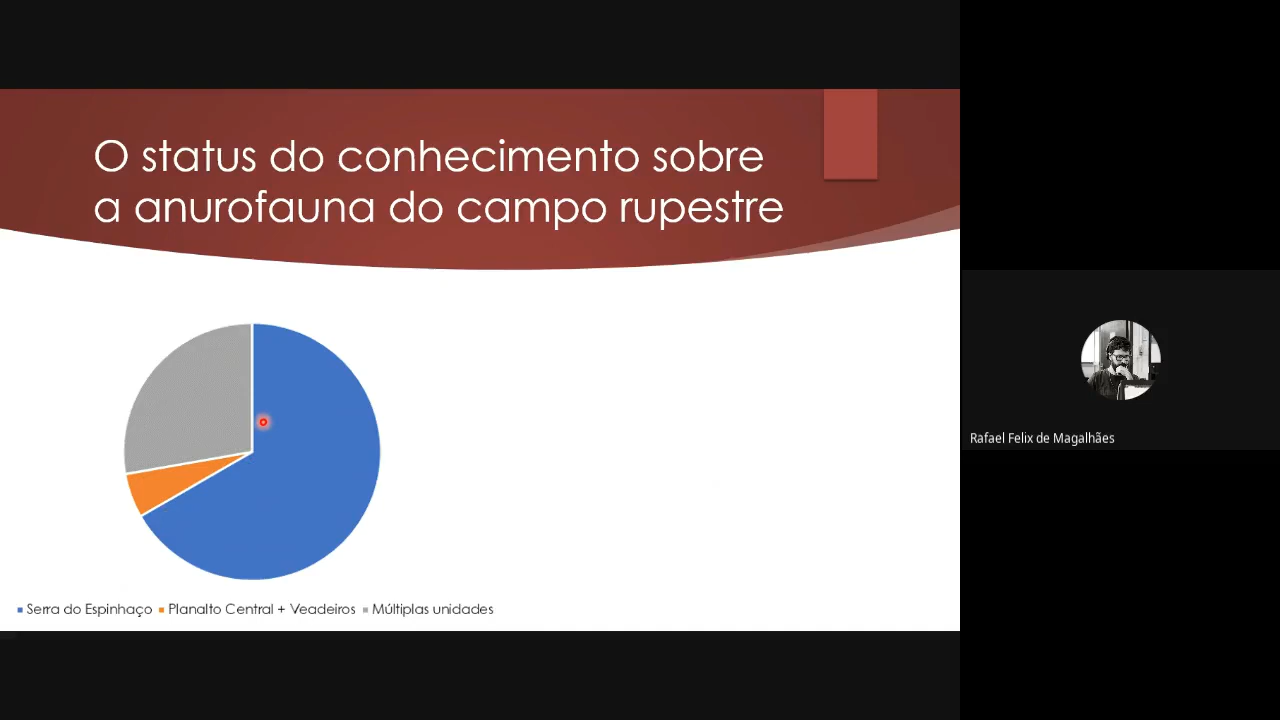 O status do conhecimento sobre
a anurofauna do campo rupestre
Rafael Felix de Magalhães
Serra do Espinhaço Planalto Central + Veadeiros Múltiplas unidades